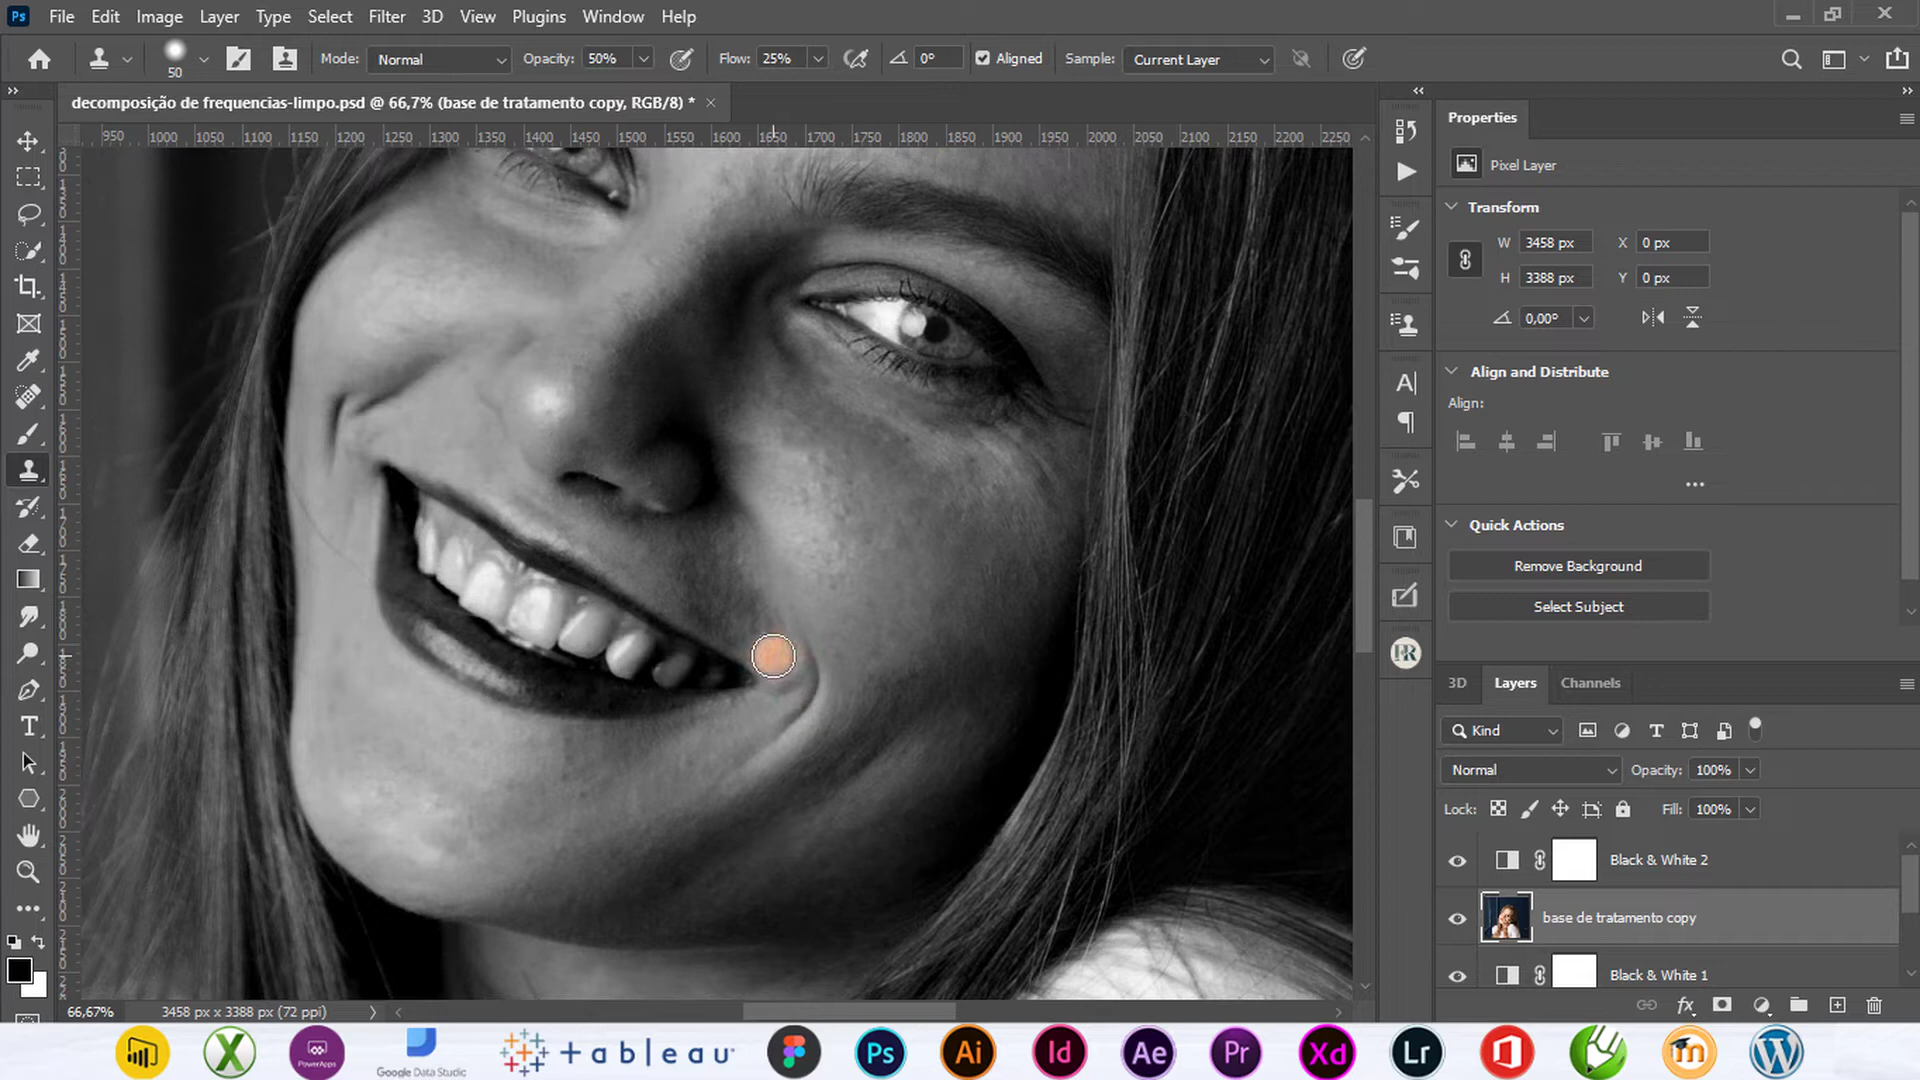 Ps File Edit Image Layer Type Select Filter 3D View Plugins Window Help
50 Mode: Normal Opacity: 50% Flow: 25% 0° Aligned Sample: Current Layer
decomposição de frequencias-limpo.psd @ 66,7% (base de tratamento copy, RGB/8) * ×
950 1000 1050 1100 1150 1200 1250 1300 1350 1400 1450 1500 1550 1600 1650 1700 1750 1800 1850 1900 1950 2000 2050 2100 2150 2200 2250
Properties
Pixel Layer
Transform
W 3458 px X 0 px
H 3388 px Y 0 px
0,00°
Align and Distribute
Align:
Quick Actions
Remove Background
Select Subject
3D Layers Channels
Kind
Normal Opacity: 100%
Lock: Fill: 100%
Black & White 2
base de tratamento copy
Black & White 1
66,67% 3458 px x 3388 px (72 ppi)
X PowerApps Google Data Studio +tableau Ps Ai Id Ae Pr Xd Lr m W